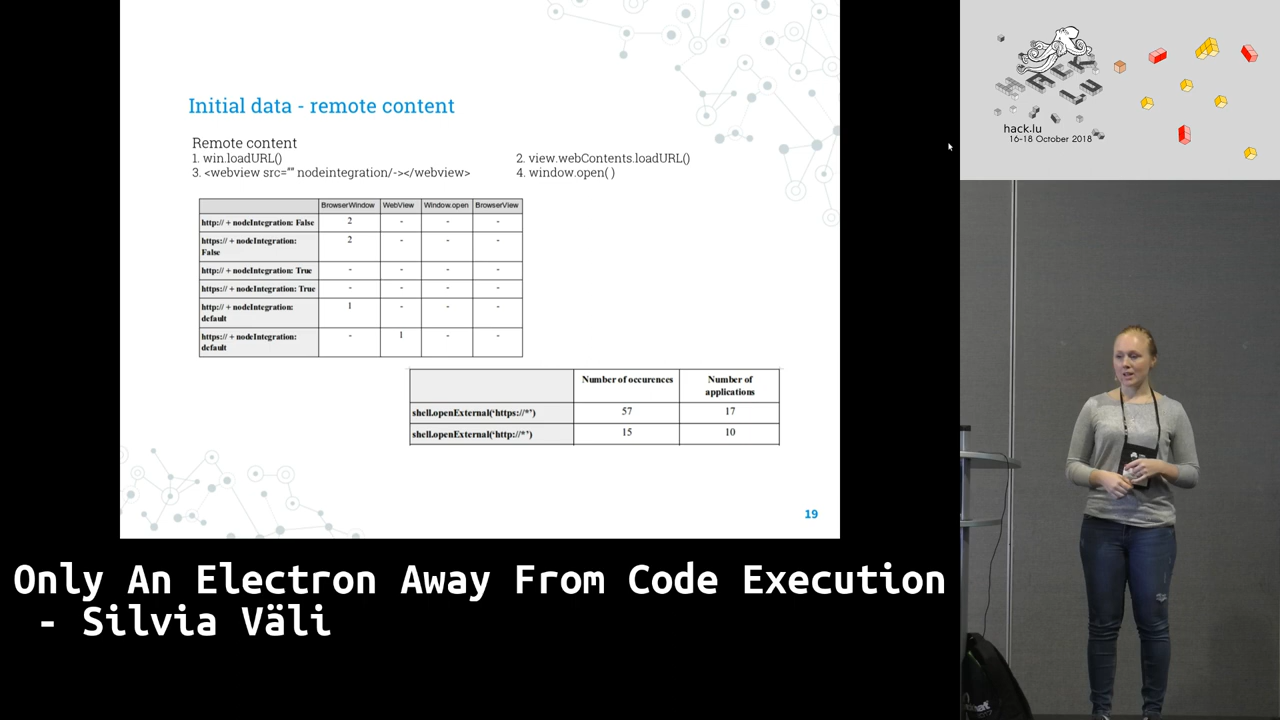 Initial data - remote content
Remote content
1. win.loadURL()
2. view.webContents.loadURL()
3. <webview src="" nodeintegration/-></webview>
4. window.open( )
BrowserWindow WebView Window.open BrowserView
http:// + nodeIntegration: False 2 - - -
https:// + nodeIntegration: False 2 - - -
http:// + nodeIntegration: True - - - -
https:// + nodeIntegration: True - - - -
http:// + nodeIntegration: default 1 - - -
https:// + nodeIntegration: default - 1 - -
Number of occurences Number of applications
shell.openExternal('https://*') 57 17
shell.openExternal('http://*') 15 10
19
HACK
LU
hack.lu
16-18 October 2018
Only An Electron Away From Code Execution
- Silvia Väli